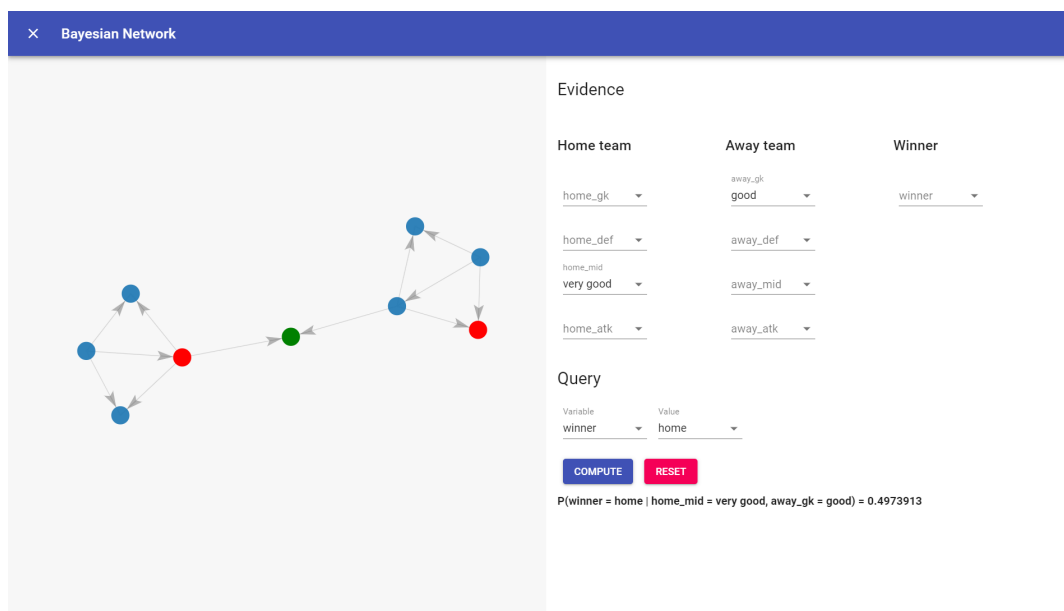 × Bayesian Network
Evidence
Home team
Away team
Winner
home_gk
away_gk
good
winner
home_def
away_def
home_mid
very good
away_mid
home_atk
away_atk
Query
Variable
winner
Value
home
COMPUTE
RESET
P(winner = home | home_mid = very good, away_gk = good) = 0.4973913